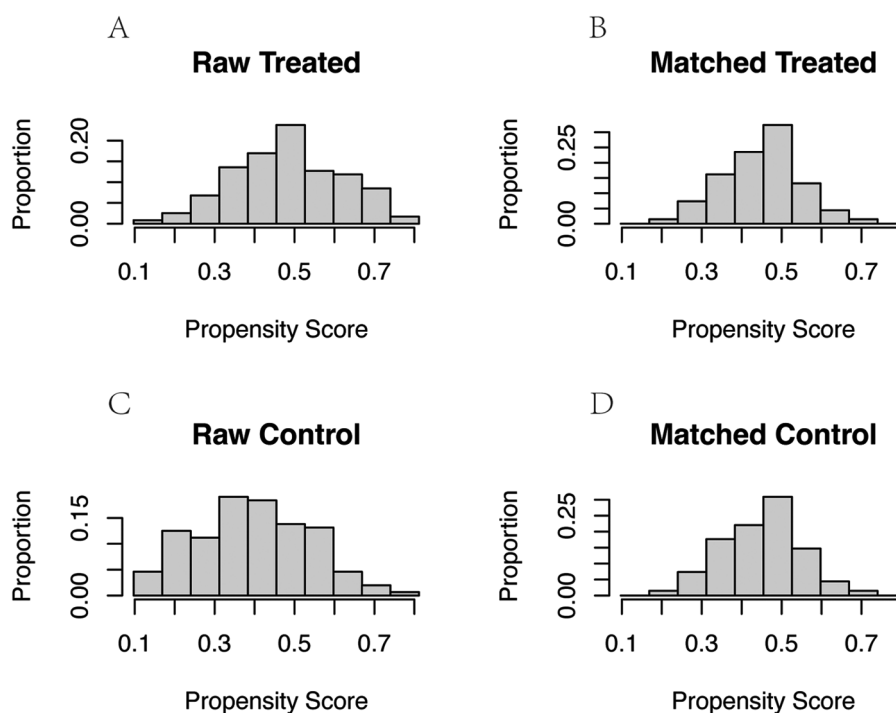 A
Raw Treated
Proportion
0.00 0.20
0.1 0.3 0.5 0.7
Propensity Score
B
Matched Treated
Proportion
0.00 0.25
0.1 0.3 0.5 0.7
Propensity Score
C
Raw Control
Proportion
0.00 0.15
0.1 0.3 0.5 0.7
Propensity Score
D
Matched Control
Proportion
0.00 0.25
0.1 0.3 0.5 0.7
Propensity Score